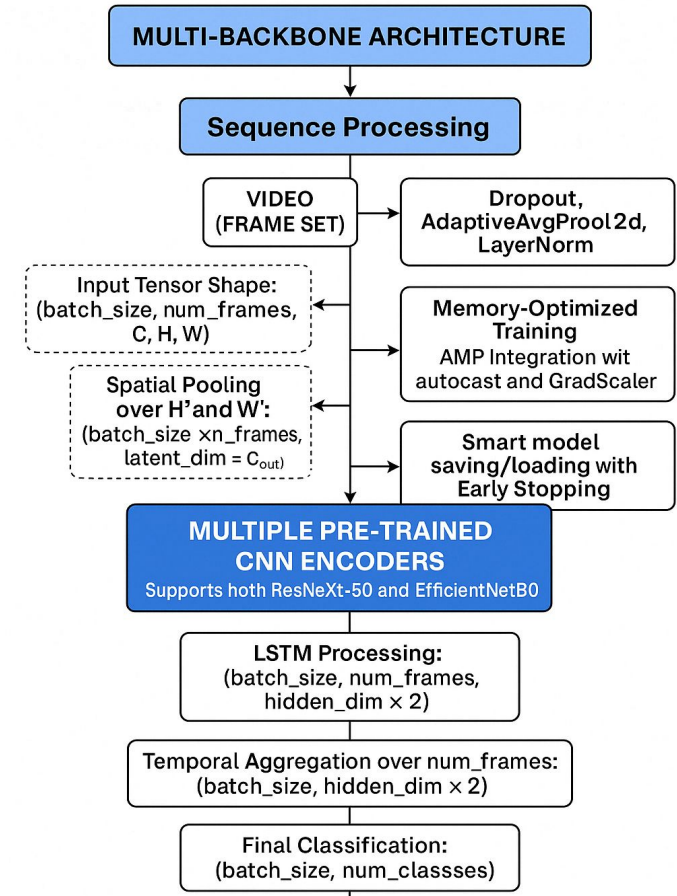 MULTI-BACKBONE ARCHITECTURE
Sequence Processing
VIDEO
(FRAME SET)
Dropout,
AdaptiveAvgProol 2d,
LayerNorm
Input Tensor Shape:
(batch_size, num_frames,
C, H, W)
Memory-Optimized
Training
AMP Integration wit
autocast and GradScaler
Spatial Pooling
over H’ and W':
(batch_size ×n_frames,
latent_dim = Cout)
Smart model
saving/loading with
Early Stopping
MULTIPLE PRE-TRAINED
CNN ENCODERS
Supports hoth ResNeXt-50 and EfficientNetB0
LSTM Processing:
(batch_size, num_frames,
hidden_dim × 2)
Temporal Aggregation over num_frames:
(batch_size, hidden_dim × 2)
Final Classification:
(batch_size, num_classses)